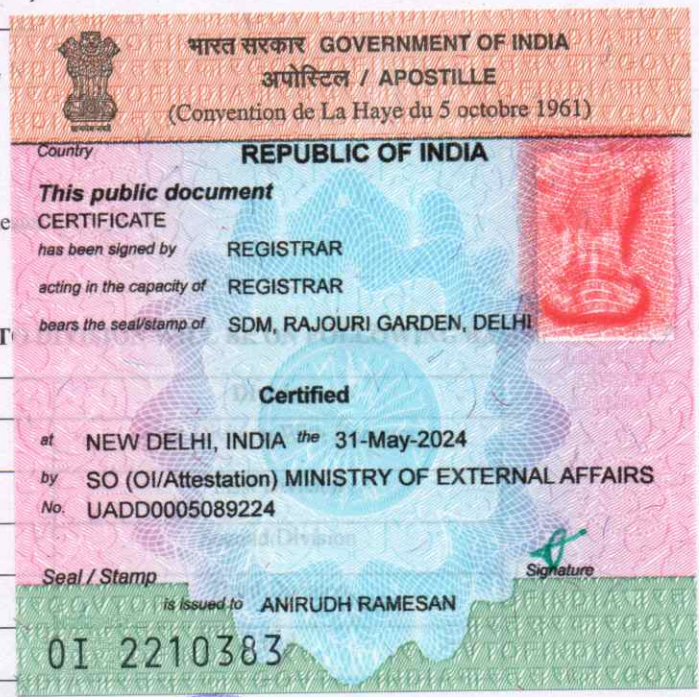 भारत सरकार GOVERNMENT OF INDIA
अपोस्टिल / APOSTILLE
(Convention de La Haye du 5 octobre 1961)
Country REPUBLIC OF INDIA
This public document
CERTIFICATE
has been signed by REGISTRAR
acting in the capacity of REGISTRAR
bears the seal/stamp of SDM, RAJOURI GARDEN, DELHI
Certified
at NEW DELHI, INDIA the 31-May-2024
by SO (OI/Attestation) MINISTRY OF EXTERNAL AFFAIRS
No. UADD0005089224
Seal / Stamp
Signature
is issued to ANIRUDH RAMESAN
OI 2210383